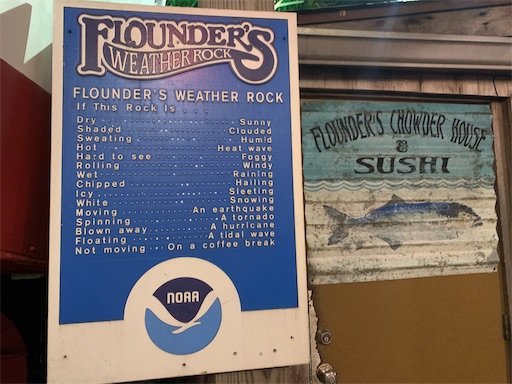 FLOUNDER'S
WEATHER ROCK
FLOUNDER'S WEATHER ROCK
If This Rock Is . . .
Dry Sunny
Shaded Clouded
Sweating Humid
Hot Heat wave
Hard to see Foggy
Rolling Windy
Wet Raining
Chipped Hailing
Icy Sleeting
White Snowing
Moving An earthquake
Spinning A tornado
Blown away A hurricane
Floating A tidal wave
Not moving On a coffee break
NOAA
FLOUNDER'S CHOWDER HOUSE
&
SUSHI